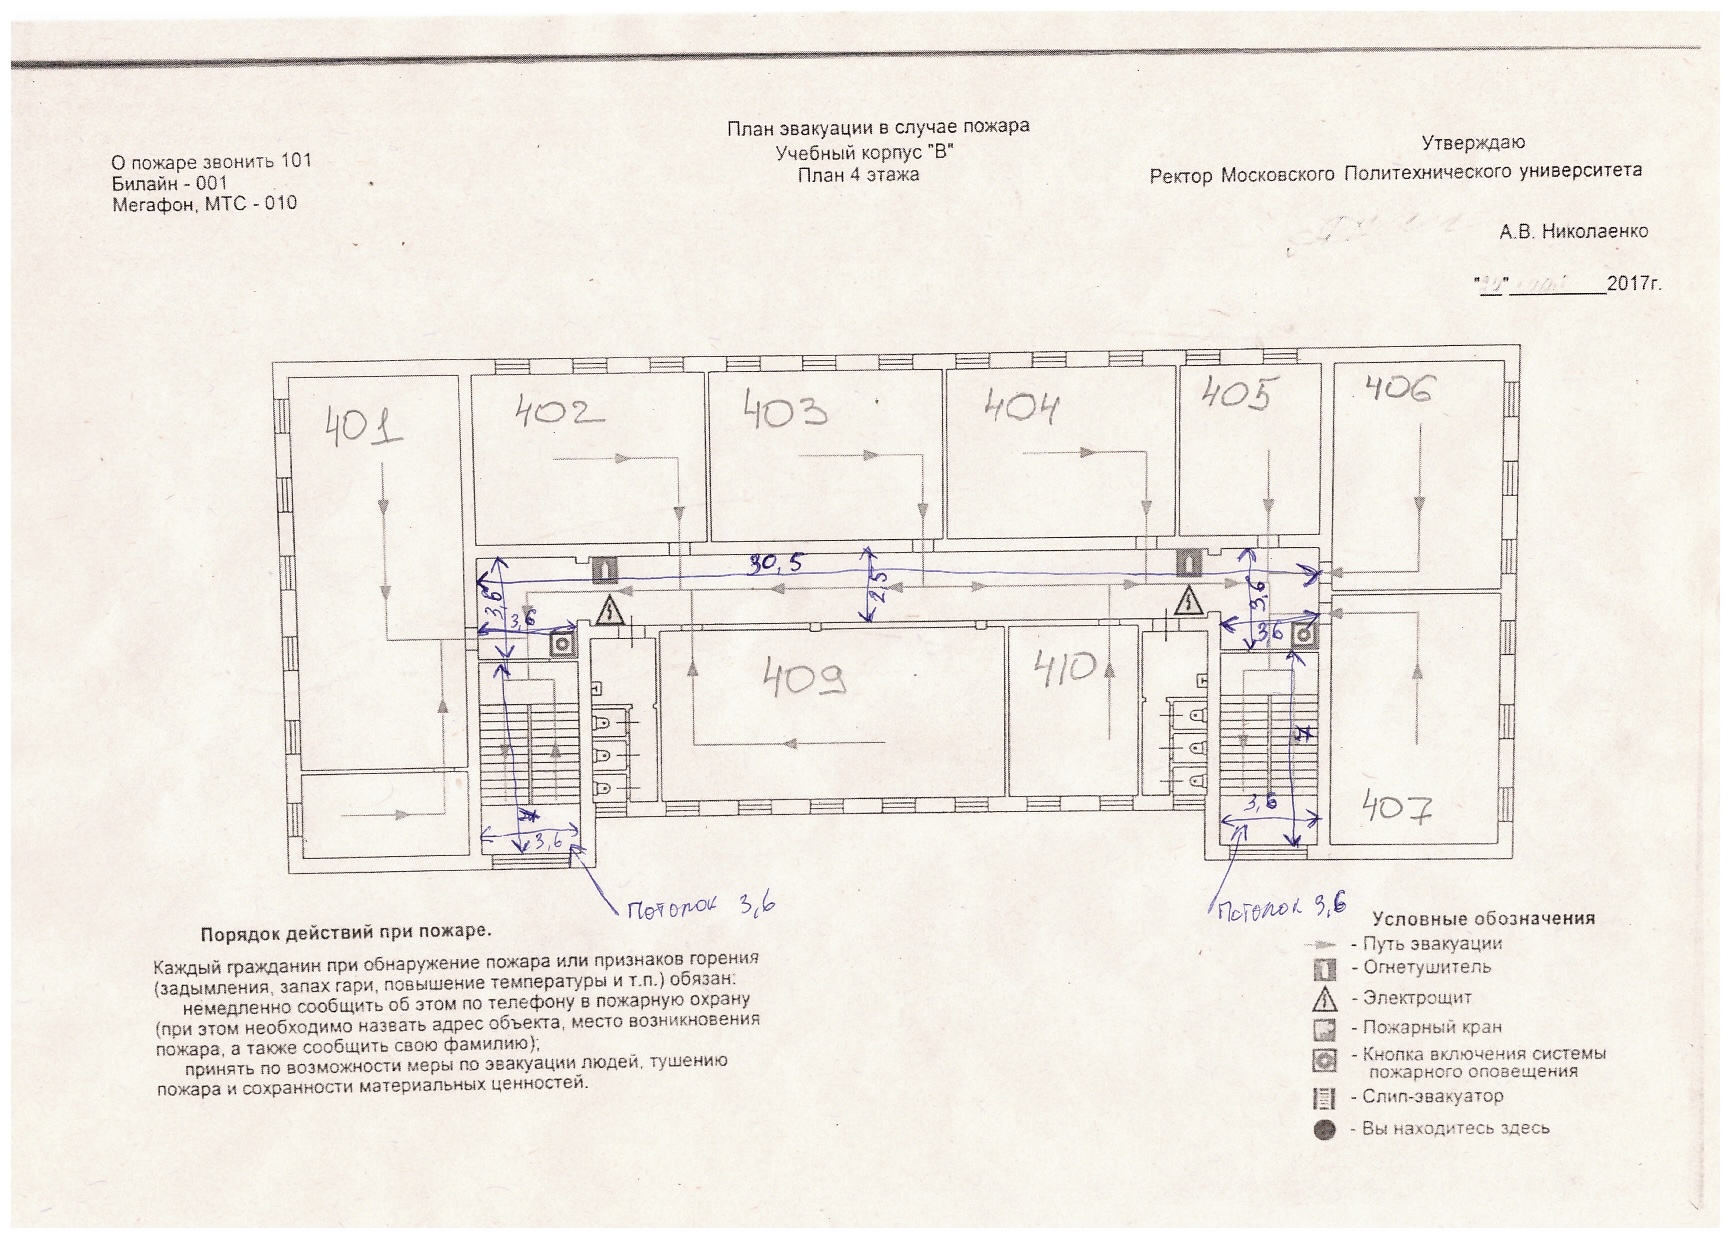 План эвакуации в случае пожара
Учебный корпус "В"
План 4 этажа
О пожаре звонить 101
Билайн - 001
Мегафон, МТС - 010
Утверждаю
Ректор Московского Политехнического университета
А.В. Николаенко
2017г.
401
402
403
404
405
406
30,5
2,5
3,6
3,6
3,6
3,6
409
410
407
7
3,6
7
3,6
Потолок 3,6
Потолок 3,6
Порядок действий при пожаре.
Каждый гражданин при обнаружение пожара или признаков горения
(задымления, запах гари, повышение температуры и т.п.) обязан:
немедленно сообщить об этом по телефону в пожарную охрану
(при этом необходимо назвать адрес объекта, место возникновения
пожара, а также сообщить свою фамилию);
принять по возможности меры по эвакуации людей, тушению
пожара и сохранности материальных ценностей.
Условные обозначения
- Путь эвакуации
- Огнетушитель
- Электрощит
- Пожарный кран
- Кнопка включения системы
пожарного оповещения
- Слип-эвакуатор
- Вы находитесь здесь